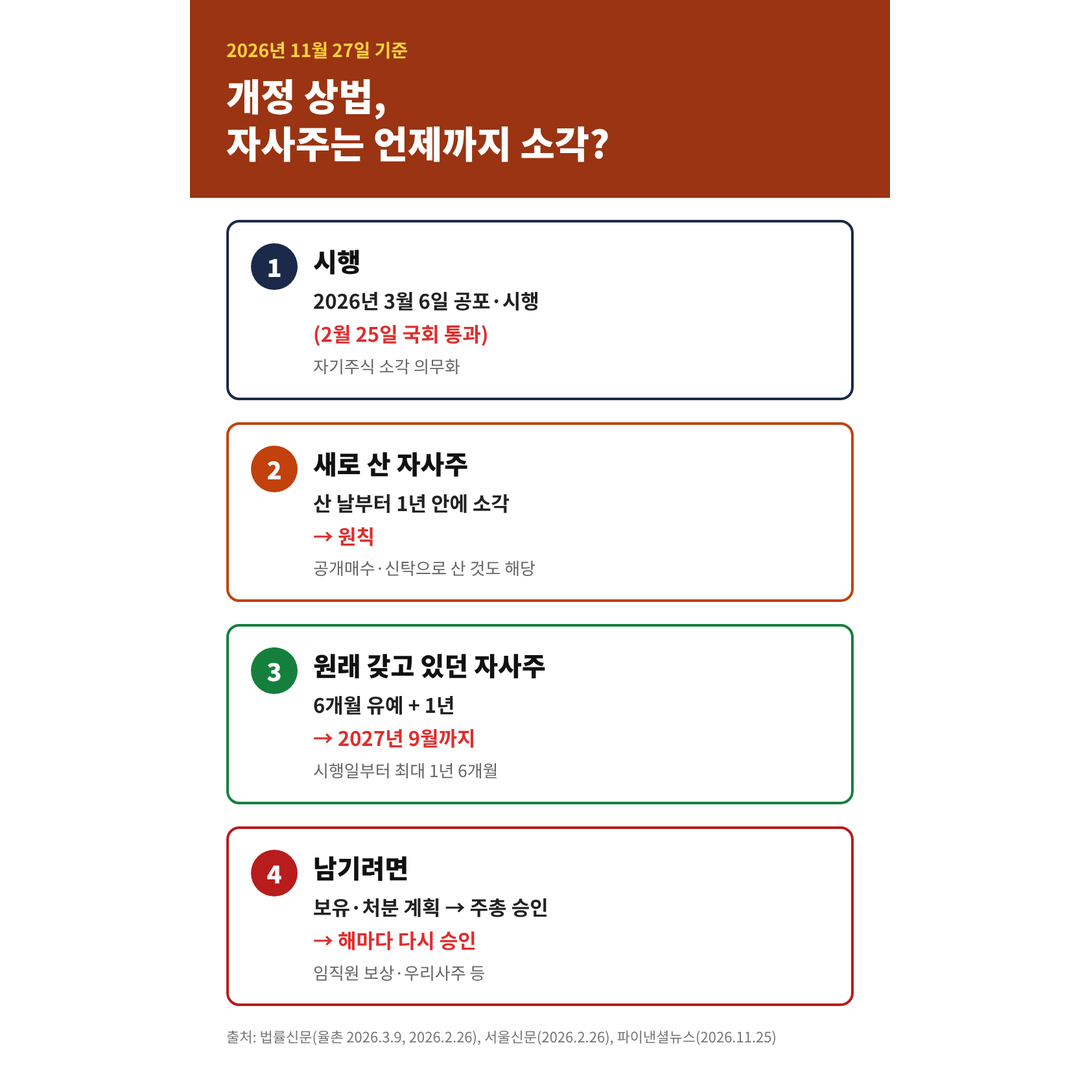 2026년 11월 27일 기준
개정 상법,
자사주는 언제까지 소각?
1
시행
2026년 3월 6일 공포·시행
(2월 25일 국회 통과)
자기주식 소각 의무화
2
새로 산 자사주
산 날부터 1년 안에 소각
→ 원칙
공개매수·신탁으로 산 것도 해당
3
원래 갖고 있던 자사주
6개월 유예 + 1년
→ 2027년 9월까지
시행일부터 최대 1년 6개월
4
남기려면
보유·처분 계획 → 주총 승인
→ 해마다 다시 승인
임직원 보상·우리사주 등
출처: 법률신문(율촌 2026.3.9, 2026.2.26), 서울신문(2026.2.26), 파이낸셜뉴스(2026.11.25)